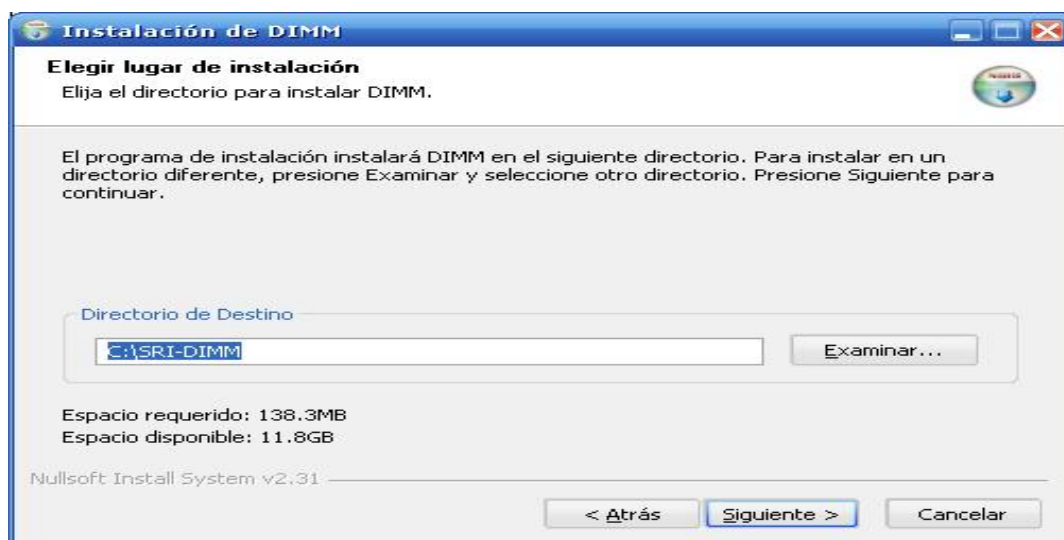 Instalación de DIMM
Elegir lugar de instalación
Elija el directorio para instalar DIMM.
El programa de instalación instalará DIMM en el siguiente directorio. Para instalar en un
directorio diferente, presione Examinar y seleccione otro directorio. Presione Siguiente para
continuar.
Directorio de Destino
C:\SRI-DIMM
Examinar...
Espacio requerido: 138.3MB
Espacio disponible: 11.8GB
Nullsoft Install System v2.31
< Atrás
Siguiente >
Cancelar